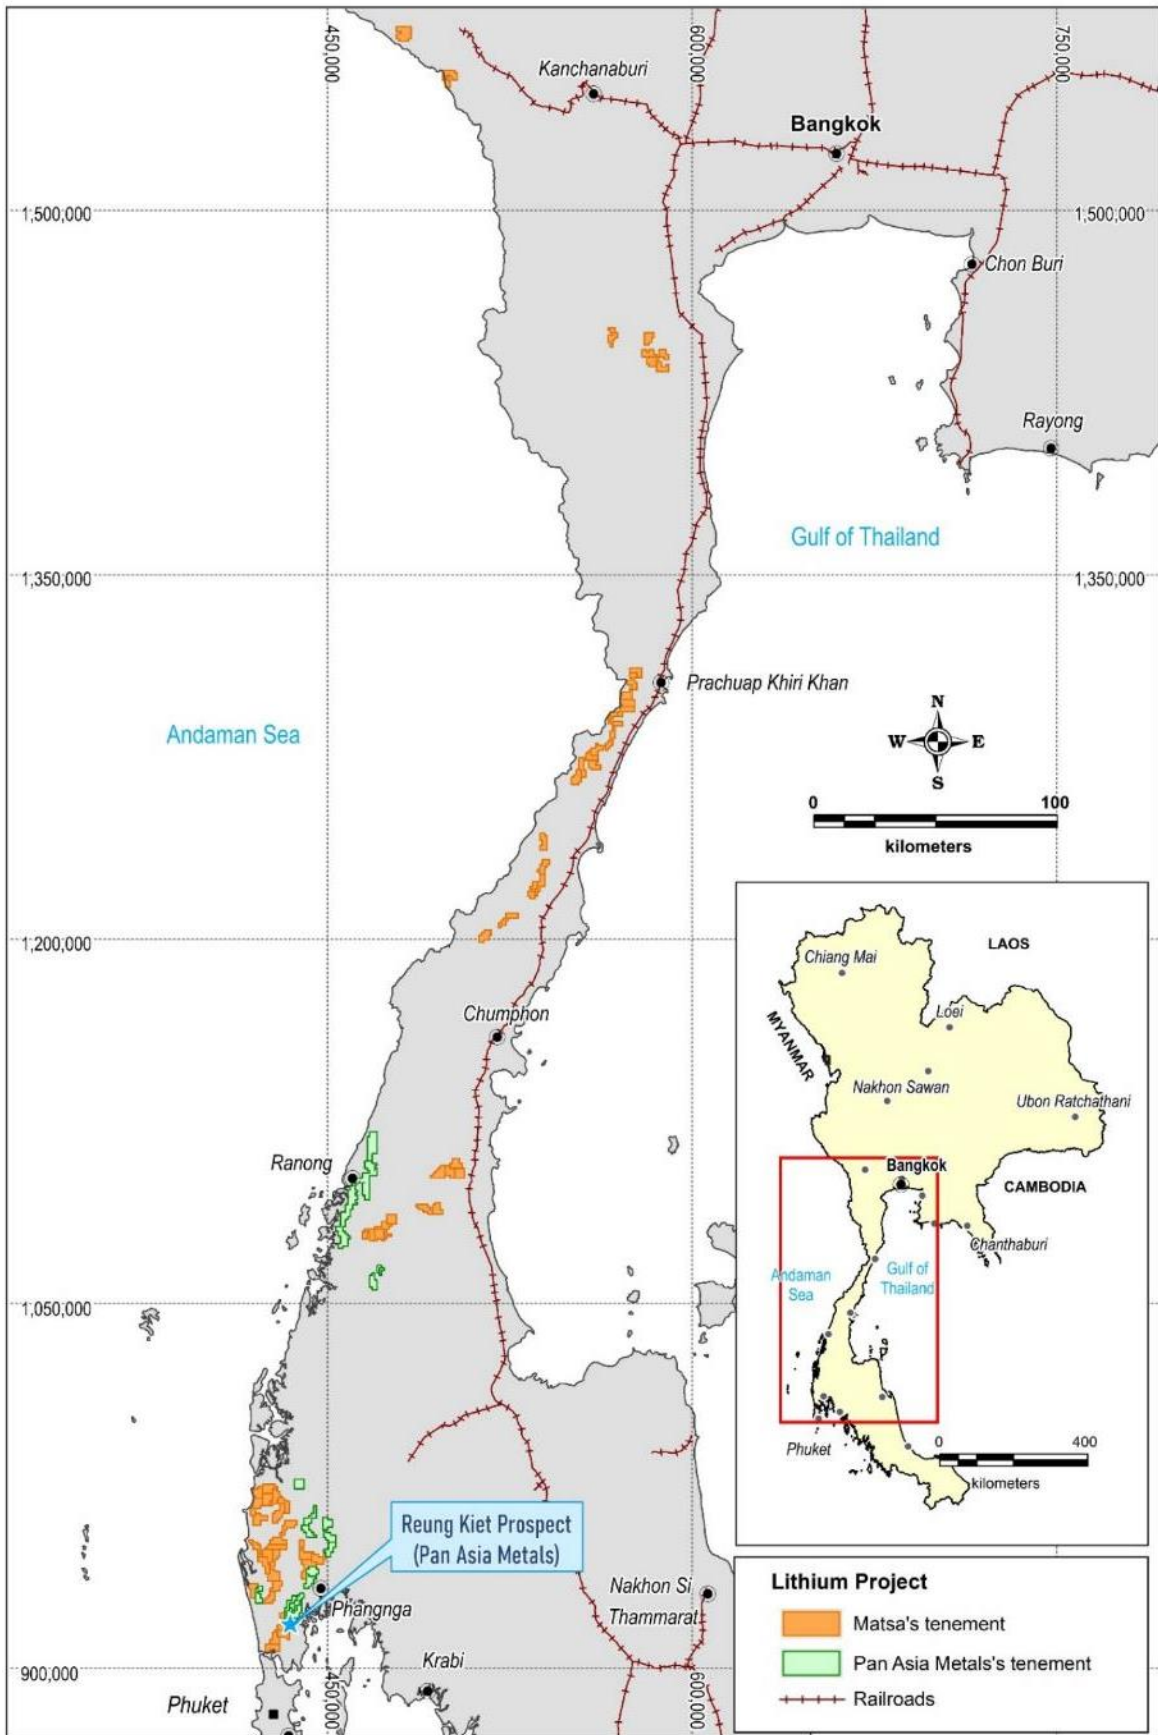 450,000
600,000
750,000
Kanchanaburi
Bangkok
1,500,000
1,500,000
Chon Buri
Rayong
Gulf of Thailand
1,350,000
1,350,000
Prachuap Khiri Khan
Andaman Sea
N
W
E
S
0
100
kilometers
1,200,000
Chumphon
Ranong
1,050,000
Reung Kiet Prospect
(Pan Asia Metals)
Phangnga
Nakhon Si
Thammarat
Krabi
900,000
Phuket
450,000
600,000
LAOS
Chiang Mai
Loei
MYANMAR
Nakhon Sawan
Ubon Ratchathani
Bangkok
CAMBODIA
Chanthaburi
Andaman
Sea
Gulf of
Thailand
Phuket
0
400
kilometers
Lithium Project
Matsa's tenement
Pan Asia Metals's tenement
Railroads